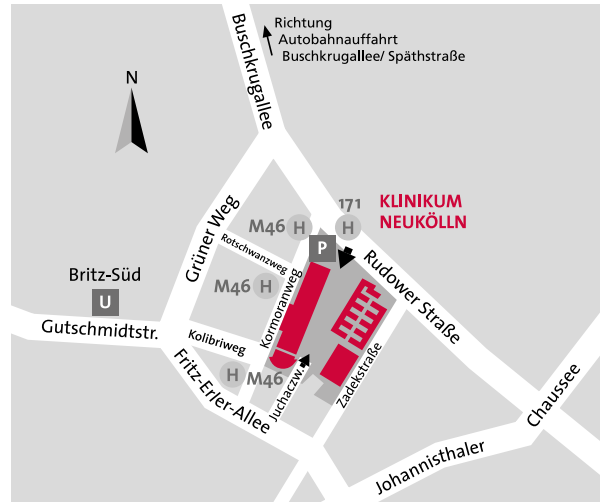 Richtung
Autobahnauffahrt
Buschkrugallee/ Späthstraße
Buschkrugallee
N
171
KLINIKUM
NEUKÖLLN
M46 H
H
P
Grüner Weg
Rotschwanzweg
Rudower Straße
Britz-Süd
U
M46 H
Kormoranweg
Gutschmidtstr.
Kolibriweg
H M46
Fritz-Erler-Allee
Juchaczw.
Zadekstraße
Johannisthaler
Chaussee